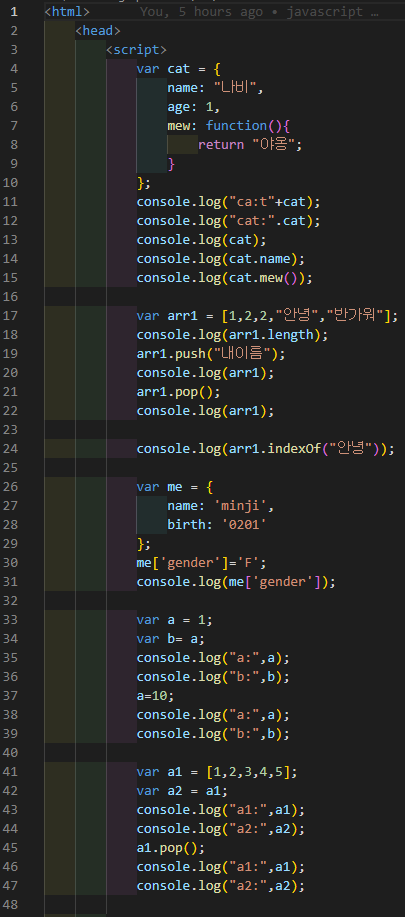 1 <html> You, 5 hours ago • javascript …
2 <head>
3 <script>
4 var cat = {
5 name: "나비",
6 age: 1,
7 mew: function(){
8 return "야옹";
9 }
10 };
11 console.log("ca:t"+cat);
12 console.log("cat:".cat);
13 console.log(cat);
14 console.log(cat.name);
15 console.log(cat.mew());
16
17 var arr1 = [1,2,2,"안녕","반가워"];
18 console.log(arr1.length);
19 arr1.push("내이름");
20 console.log(arr1);
21 arr1.pop();
22 console.log(arr1);
23
24 console.log(arr1.indexOf("안녕"));
25
26 var me = {
27 name: 'minji',
28 birth: '0201'
29 };
30 me['gender']='F';
31 console.log(me['gender']);
32
33 var a = 1;
34 var b= a;
35 console.log("a:",a);
36 console.log("b:",b);
37 a=10;
38 console.log("a:",a);
39 console.log("b:",b);
40
41 var a1 = [1,2,3,4,5];
42 var a2 = a1;
43 console.log("a1:",a1);
44 console.log("a2:",a2);
45 a1.pop();
46 console.log("a1:",a1);
47 console.log("a2:",a2);
48